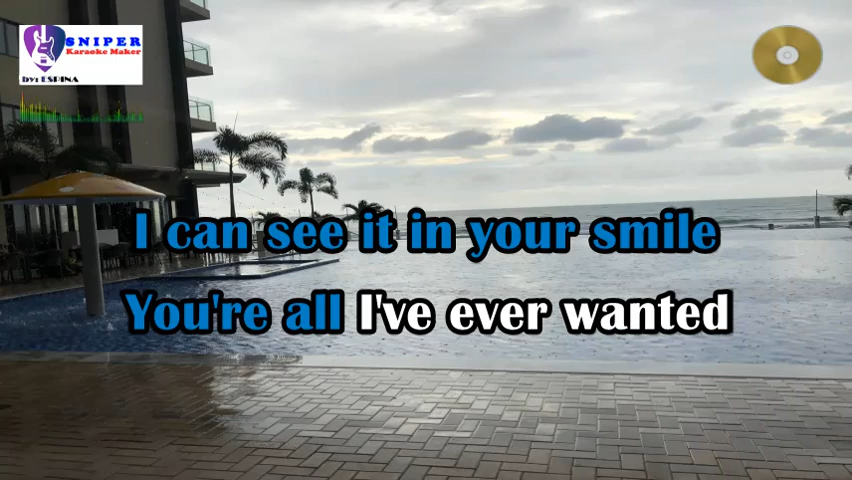 SNIPER
Karaoke Maker
by: ESPINA
I can see it in your smile
You're all I've ever wanted